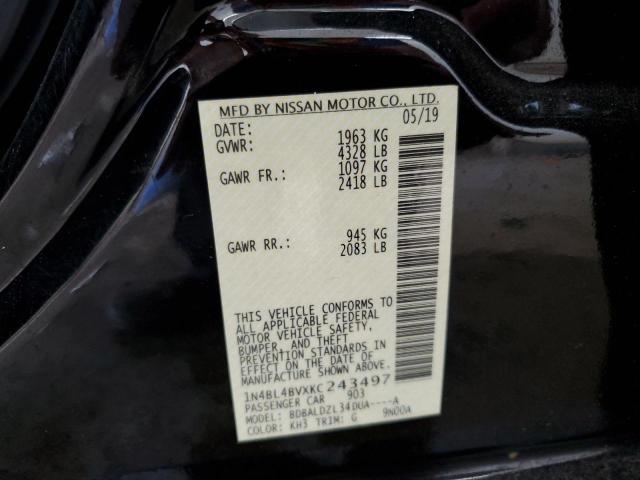 MFD BY NISSAN MOTOR CO., LTD.
DATE: 05/19
GVWR: 1963 KG
4328 LB
GAWR FR.: 1097 KG
2418 LB
GAWR RR.: 945 KG
2083 LB
THIS VEHICLE CONFORMS TO
ALL APPLICABLE FEDERAL
MOTOR VEHICLE SAFETY,
BUMPER, AND THEFT
PREVENTION STANDARDS IN
EFFECT ON THE DATE OF
MANUFACTURE SHOWN ABOVE.
1N4BL4BVXKC243497
PASSENGER CAR 903
MODEL: BDBALDZL34DUA----A
COLOR: KH3 TRIM: G 9N00A